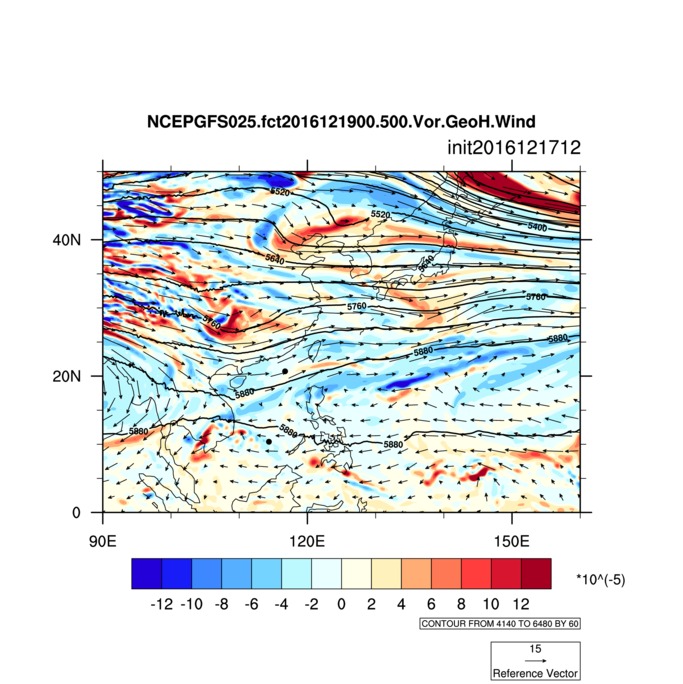 NCEPGFS025.fct2016121900.500.Vor.GeoH.Wind
init2016121712
5520
5520
5400
40N
5640
5640
5760
5760
5760
5880
5880
20N
5880
5880
5880
5880
0
90E 120E 150E
-12 -10 -8 -6 -4 -2 0 2 4 6 8 10 12
*10^(-5)
CONTOUR FROM 4140 TO 6480 BY 60
15
Reference Vector